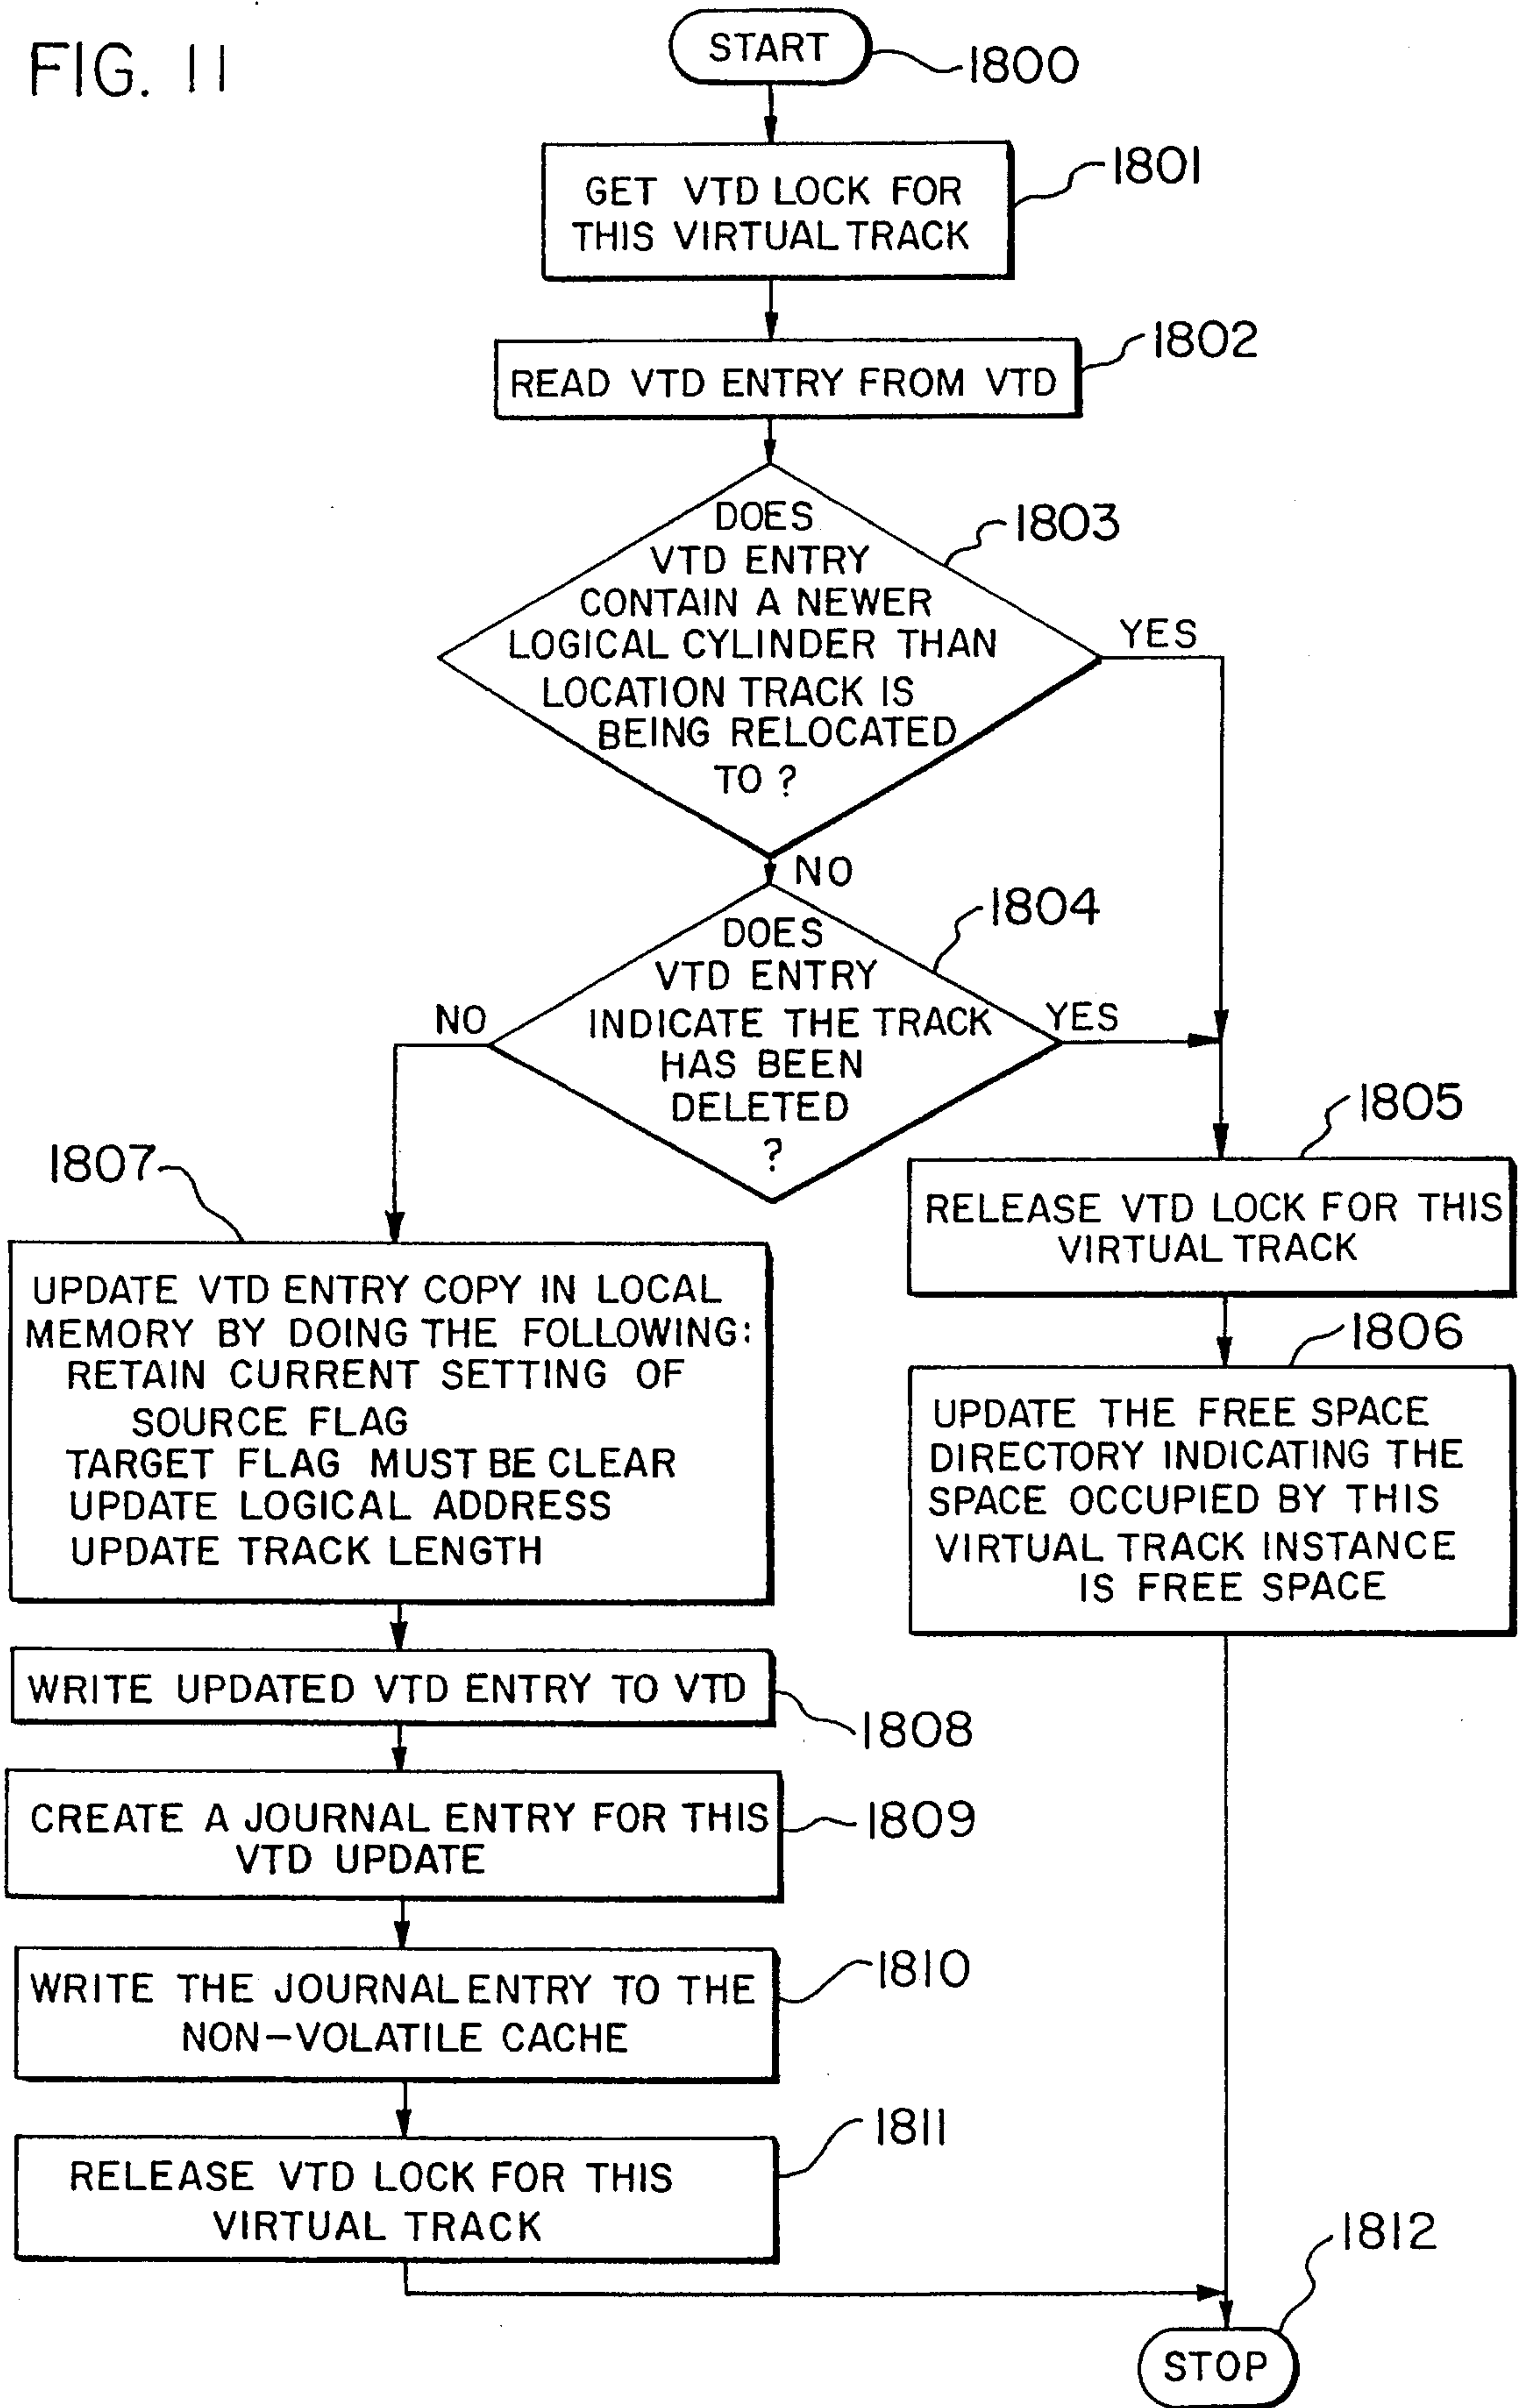 FIG. 11
START
1800
GET VTD LOCK FOR
THIS VIRTUAL TRACK
1801
READ VTD ENTRY FROM VTD
1802
DOES
VTD ENTRY
CONTAIN A NEWER
LOGICAL CYLINDER THAN
LOCATION TRACK IS
BEING RELOCATED
TO ?
1803
YES
NO
DOES
VTD ENTRY
INDICATE THE TRACK
HAS BEEN
DELETED
?
1804
NO
YES
1805
RELEASE VTD LOCK FOR THIS
VIRTUAL TRACK
1806
UPDATE THE FREE SPACE
DIRECTORY INDICATING THE
SPACE OCCUPIED BY THIS
VIRTUAL TRACK INSTANCE
IS FREE SPACE
1807
UPDATE VTD ENTRY COPY IN LOCAL
MEMORY BY DOING THE FOLLOWING:
RETAIN CURRENT SETTING OF
SOURCE FLAG
TARGET FLAG MUST BE CLEAR
UPDATE LOGICAL ADDRESS
UPDATE TRACK LENGTH
WRITE UPDATED VTD ENTRY TO VTD
1808
CREATE A JOURNAL ENTRY FOR THIS
VTD UPDATE
1809
WRITE THE JOURNAL ENTRY TO THE
NON-VOLATILE CACHE
1810
RELEASE VTD LOCK FOR THIS
VIRTUAL TRACK
1811
1812
STOP